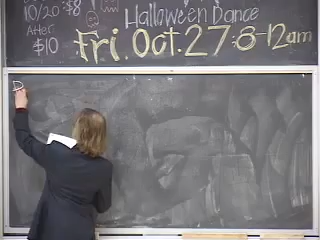 10/20 $8
After
$10
Halloween Dance
Fri. Oct. 27 8-12am